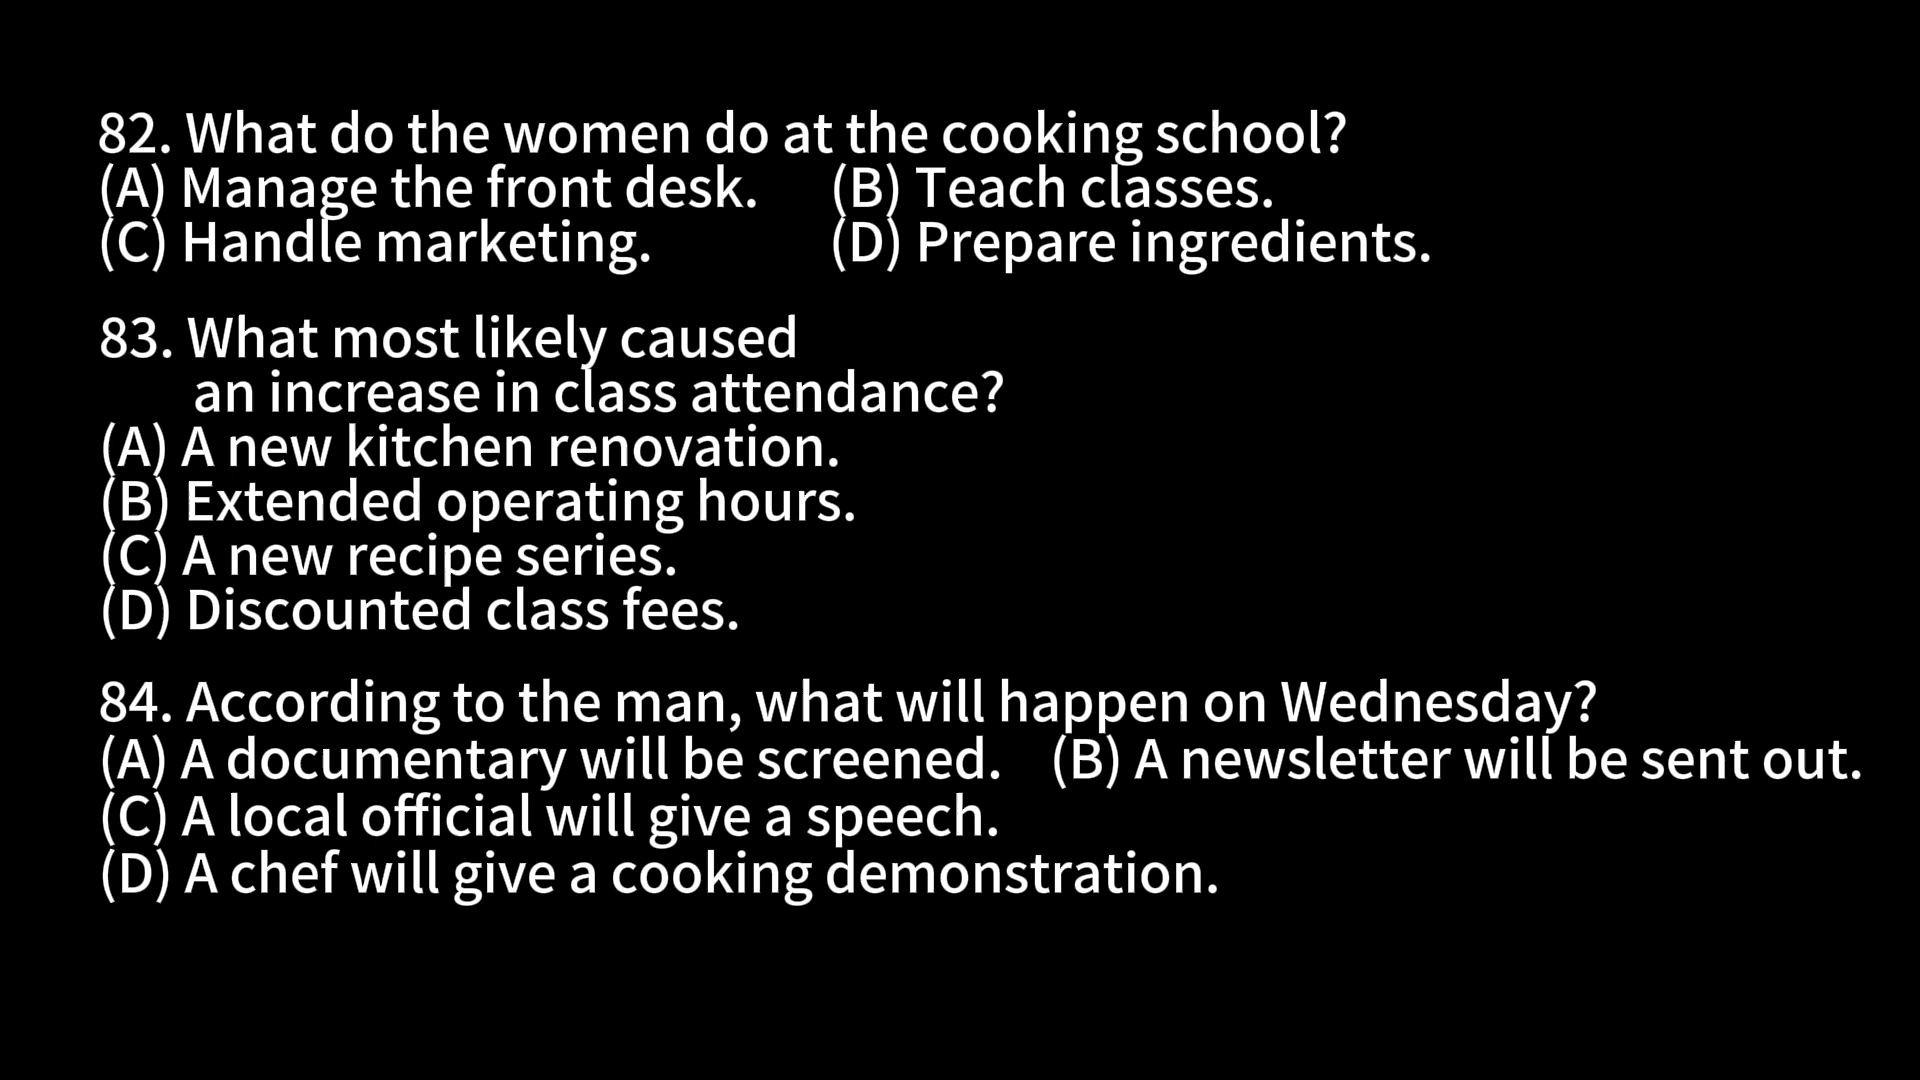 82. What do the women do at the cooking school?
(A) Manage the front desk. (B) Teach classes.
(C) Handle marketing. (D) Prepare ingredients.
83. What most likely caused
an increase in class attendance?
(A) A new kitchen renovation.
(B) Extended operating hours.
(C) A new recipe series.
(D) Discounted class fees.
84. According to the man, what will happen on Wednesday?
(A) A documentary will be screened. (B) A newsletter will be sent out.
(C) A local official will give a speech.
(D) A chef will give a cooking demonstration.